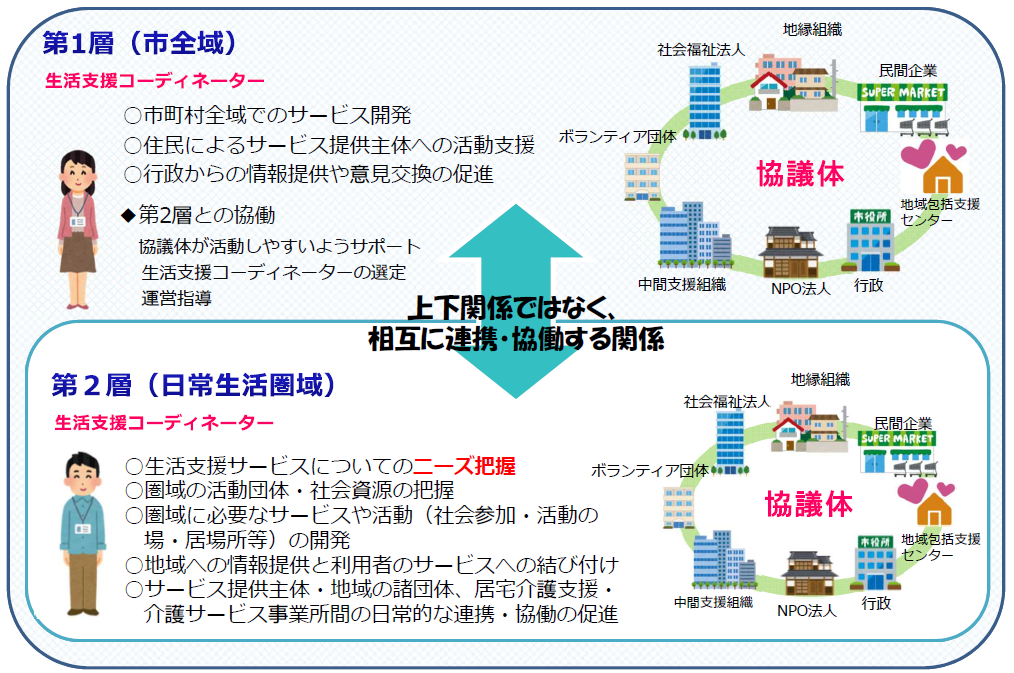 第1層（市全域）
生活支援コーディネーター
○市町村全域でのサービス開発
○住民によるサービス提供主体への活動支援
○行政からの情報提供や意見交換の促進
◆第2層との協働
協議体が活動しやすいようサポート
生活支援コーディネーターの選定
運営指導
地縁組織
社会福祉法人
民間企業
SUPER MARKET
ボランティア団体
協議体
地域包括支援
センター
市役所
中間支援組織
NPO法人
行政
上下関係ではなく、
相互に連携・協働する関係
第２層（日常生活圏域）
生活支援コーディネーター
○生活支援サービスについてのニーズ把握
○圏域の活動団体・社会資源の把握
○圏域に必要なサービスや活動（社会参加・活動の
場・居場所等）の開発
○地域への情報提供と利用者のサービスへの結び付け
○サービス提供主体・地域の諸団体、居宅介護支援・
介護サービス事業所間の日常的な連携・協働の促進
地縁組織
社会福祉法人
民間企業
SUPER MARKET
ボランティア団体
協議体
地域包括支援
センター
市役所
中間支援組織
NPO法人
行政